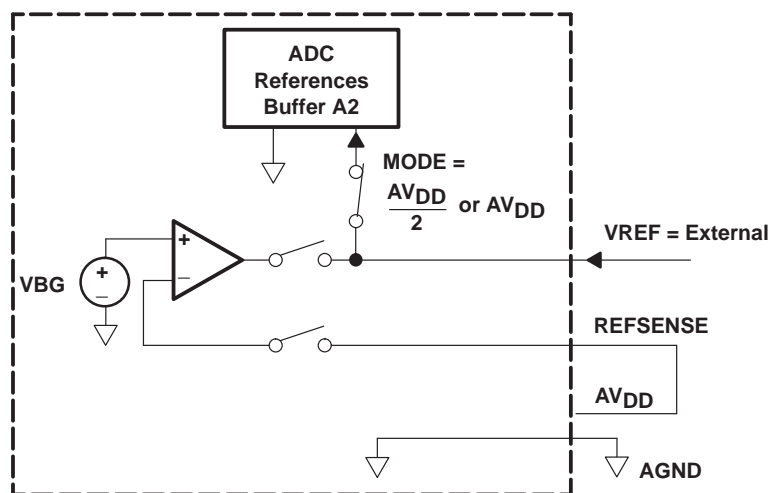 ADC
References
Buffer A2
MODE =
AVDD
2
or AVDD
VREF = External
+
−
+
−
VBG
REFSENSE
AVDD
AGND